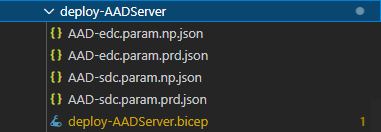 deploy-AADServer
AAD-edc.param.np.json
AAD-edc.param.prd.json
AAD-sdc.param.np.json
AAD-sdc.param.prd.json
deploy-AADServer.bicep 1